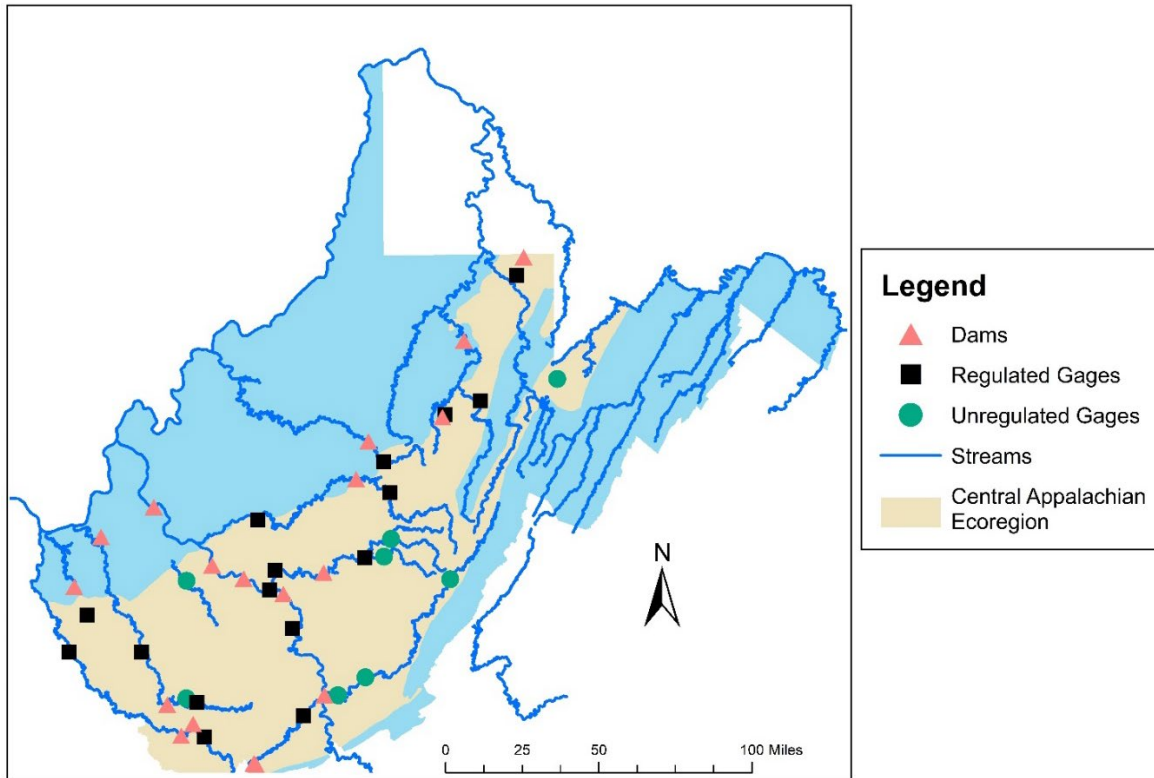 Legend
Dams
Regulated Gages
Unregulated Gages
Streams
Central Appalachian
Ecoregion
N
0 25 50 100 Miles